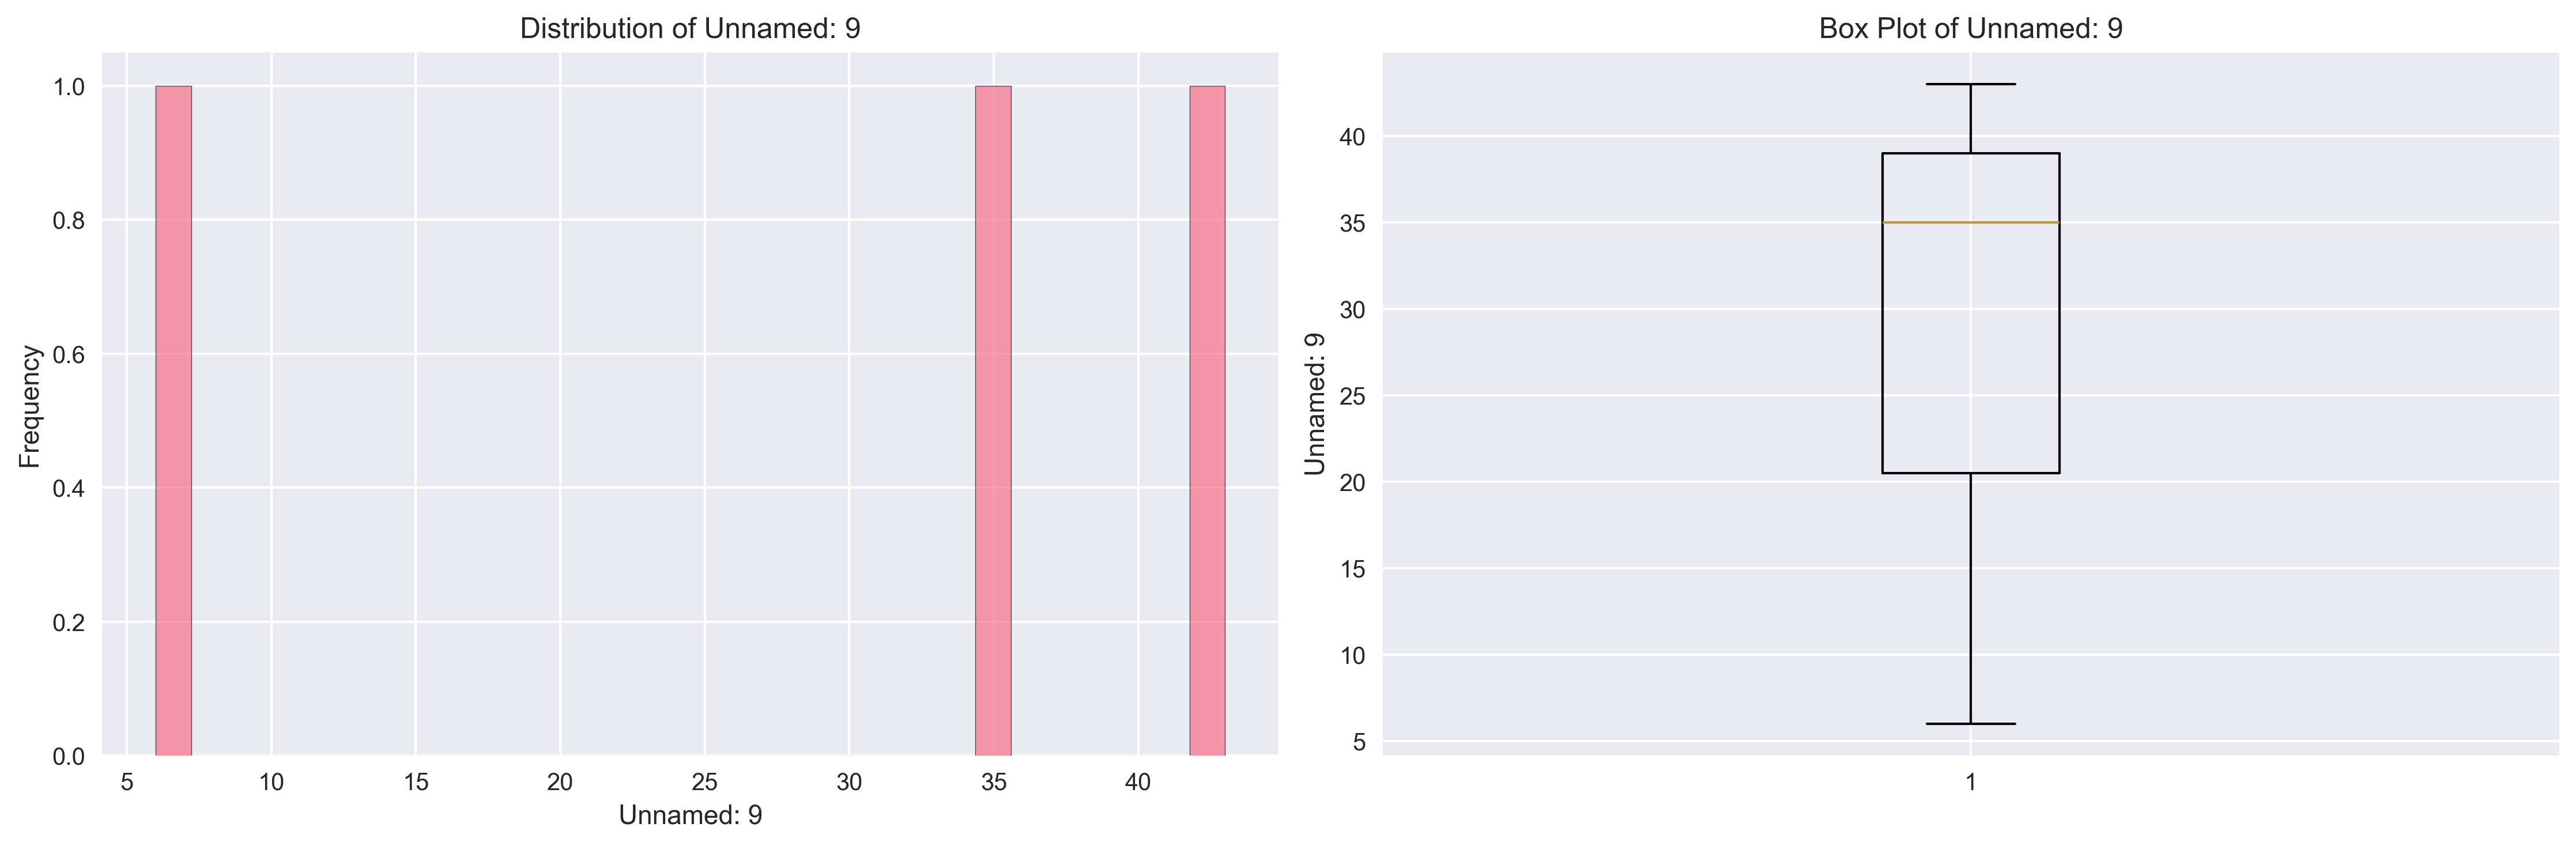 Distribution of Unnamed: 9
1.0
0.8
0.6
0.4
0.2
0.0
Frequency
5 10 15 20 25 30 35 40
Unnamed: 9
Box Plot of Unnamed: 9
40
35
30
25
20
15
10
5
Unnamed: 9
1